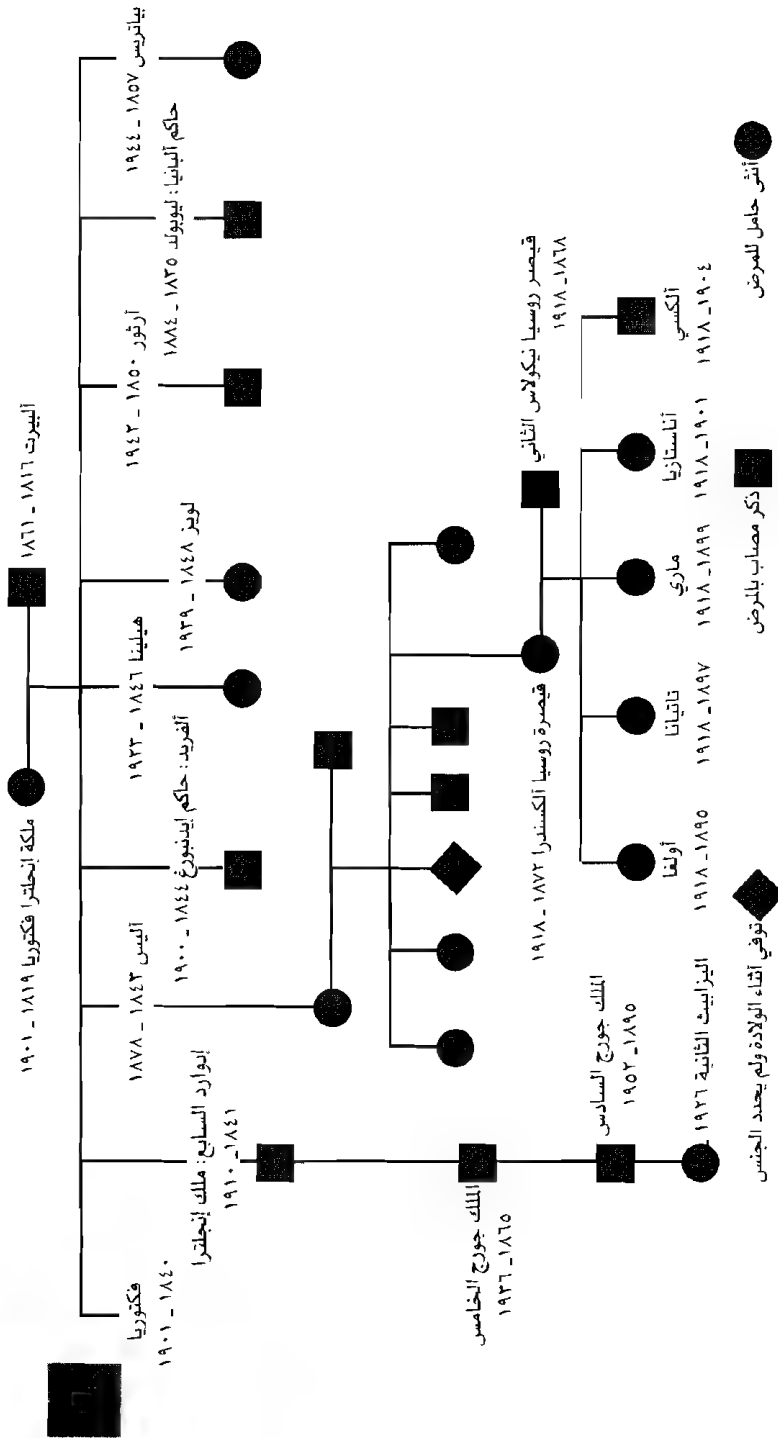 ملكة إنجلترا فكتوريا ١٨١٩ - ١٩٠١
ألبيرت ١٨١٦ - ١٨٦١
فكتوريا
١٨٤٠ - ١٩٠١
إدوارد السابع: ملك إنجلترا
١٨٤١ - ١٩١٠
أليس ١٨٤٣ - ١٨٧٨
ألفريد: حاكم ايدنبورغ ١٨٤٤ - ١٩٠٠
هيلينا ١٨٤٦ - ١٩٢٣
لويز ١٨٤٨ - ١٩٣٩
أرثور ١٨٥٠ - ١٩٤٢
حاكم ألبانيا: ليوبولد ١٨٣٥ - ١٨٨٤
بياتريس ١٨٥٧ - ١٩٤٤
الملك جورج الخامس
١٨٦٥ - ١٩٣٦
الملك جورج السادس
١٨٩٥ - ١٩٥٢
اليزابيث الثانية ١٩٢٦ -
قيصرة روسيا ألكسندرا ١٨٧٢ - ١٩١٨
قيصر روسيا نيكولاس الثاني
١٨٦٨ - ١٩١٨
أولغا
١٨٩٥ - ١٩١٨
تاتيانا
١٨٩٧ - ١٩١٨
ماري
١٨٩٩ - ١٩١٨
أناستازيا
١٩٠١ - ١٩١٨
ألكسي
١٩٠٤ - ١٩١٨
توفي أثناء الولادة ولم يحدد الجنس
ذكر مصاب بالمرض
أنثى حامل للمرض